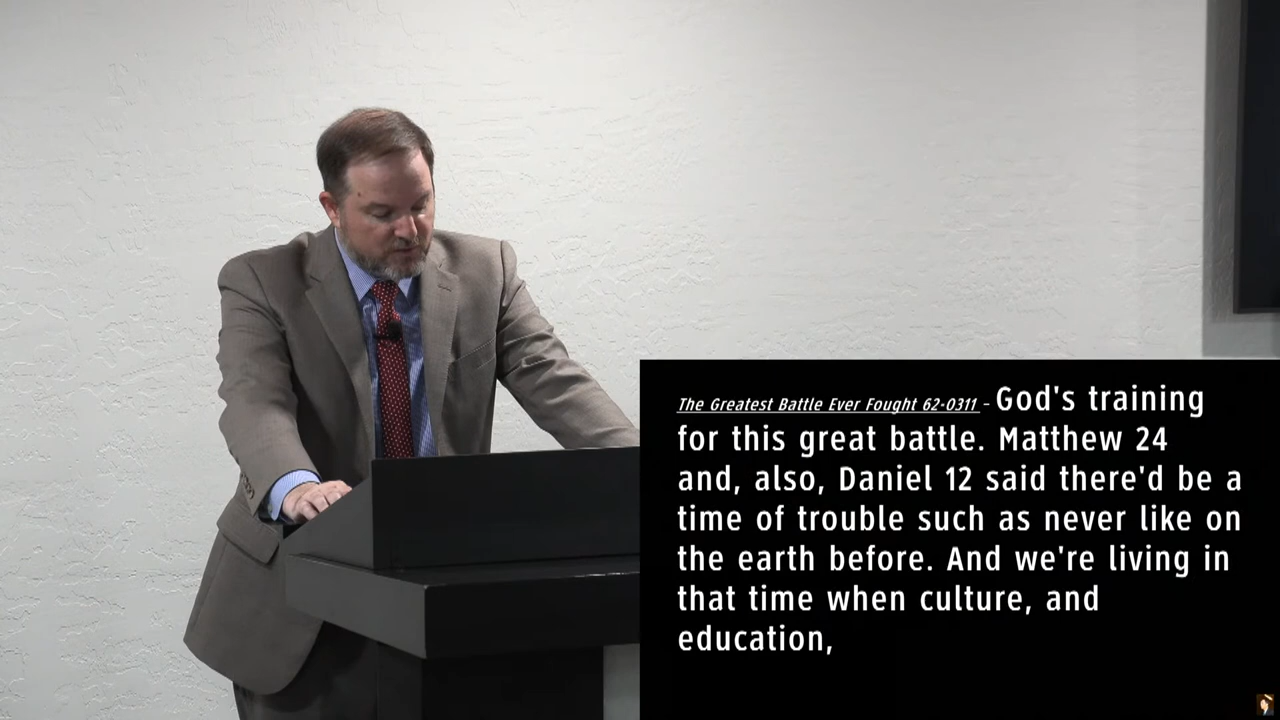 The Greatest Battle Ever Fought 62-0311 - God's training
for this great battle. Matthew 24
and, also, Daniel 12 said there'd be a
time of trouble such as never like on
the earth before. And we're living in
that time when culture, and
education,